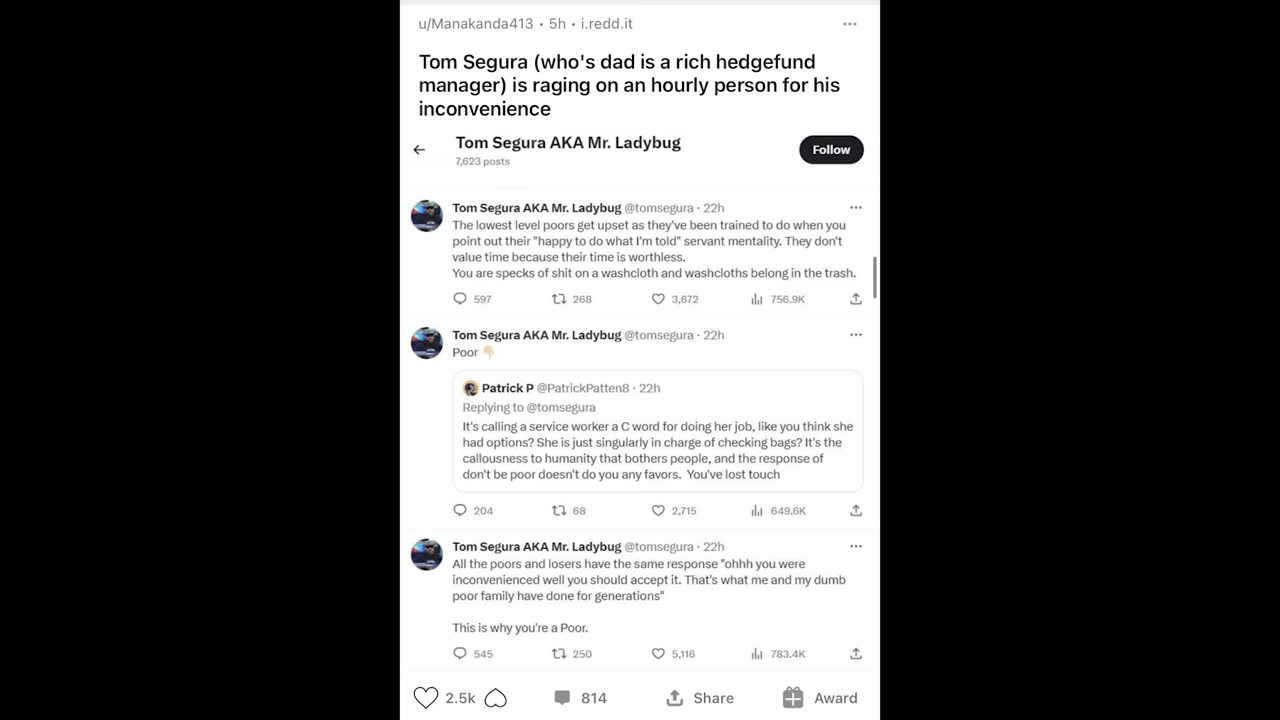 u/Manakanda413 • 5h • i.redd.it
Tom Segura (who's dad is a rich hedgefund
manager) is raging on an hourly person for his
inconvenience
Tom Segura AKA Mr. Ladybug
7,623 posts
Follow
Tom Segura AKA Mr. Ladybug @tomsegura · 22h
The lowest level poors get upset as they've been trained to do when you
point out their "happy to do what I'm told" servant mentality. They don't
value time because their time is worthless.
You are specks of shit on a washcloth and washcloths belong in the trash.
597 268 3,672 756.9K
Tom Segura AKA Mr. Ladybug @tomsegura · 22h
Poor 👇🏻
Patrick P @PatrickPatten8 · 22h
Replying to @tomsegura
It's calling a service worker a C word for doing her job, like you think she
had options? She is just singularly in charge of checking bags? It's the
callousness to humanity that bothers people, and the response of
don't be poor doesn't do you any favors. You've lost touch
204 68 2,715 649.6K
Tom Segura AKA Mr. Ladybug @tomsegura · 22h
All the poors and losers have the same response "ohhh you were
inconvenienced well you should accept it. That's what me and my dumb
poor family have done for generations"
This is why you're a Poor.
545 250 5,116 783.4K
2.5k 814 Share Award